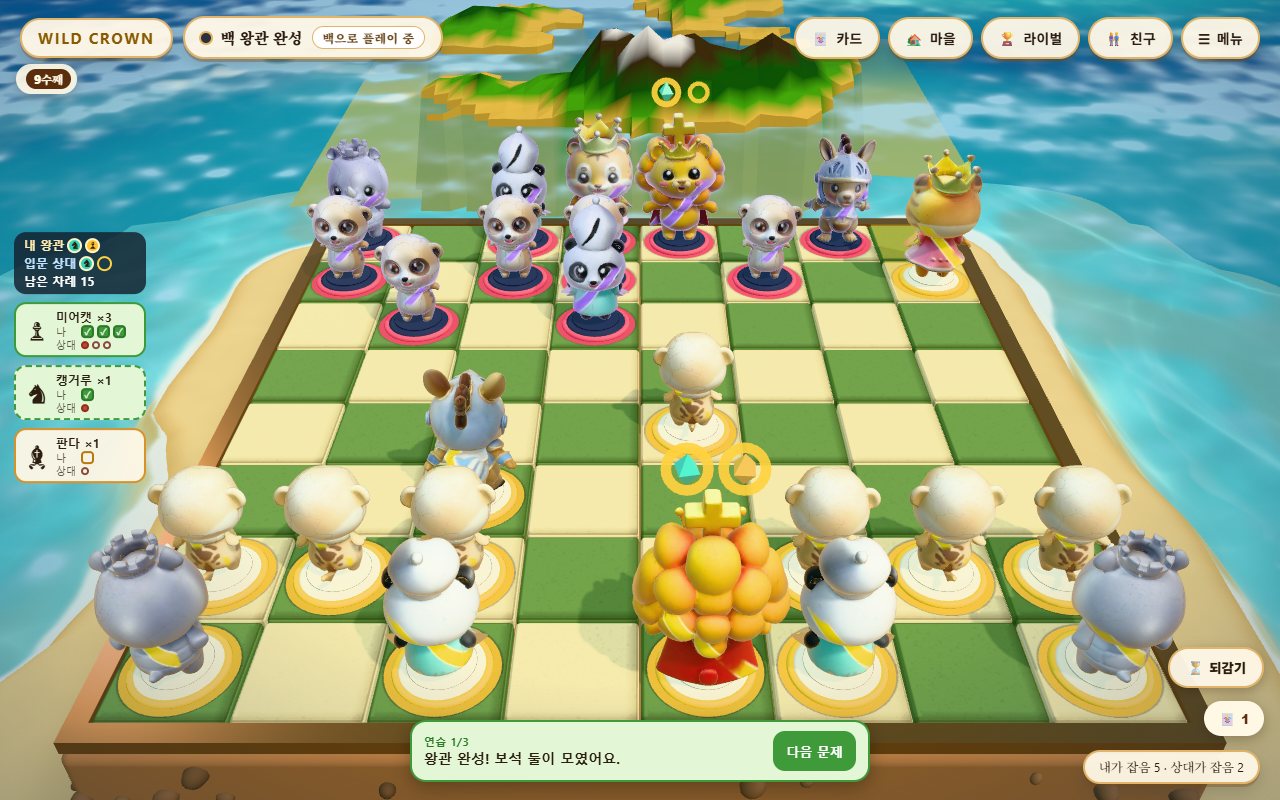 WILD CROWN
백 왕관 완성 백으로 플레이 중
카드
마을
라이벌
친구
☰ 메뉴
9수째
내 왕관
입문 상대
남은 차례 15
미어캣 ×3
나
상대
캥거루 ×1
나
상대
판다 ×1
나
상대
연습 1/3
왕관 완성! 보석 둘이 모였어요.
다음 문제
되감기
1
내가 잡음 5 · 상대가 잡음 2